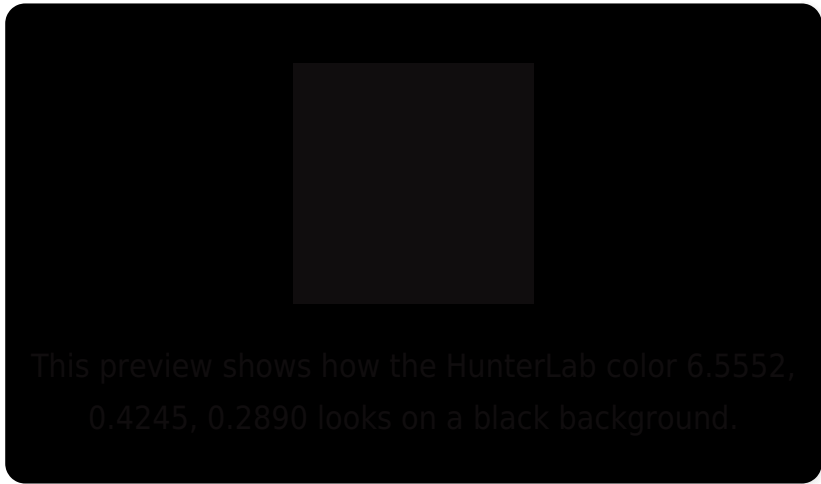 This preview shows how the HunterLab color 6.5552,
0.4245, 0.2890 looks on a black background.